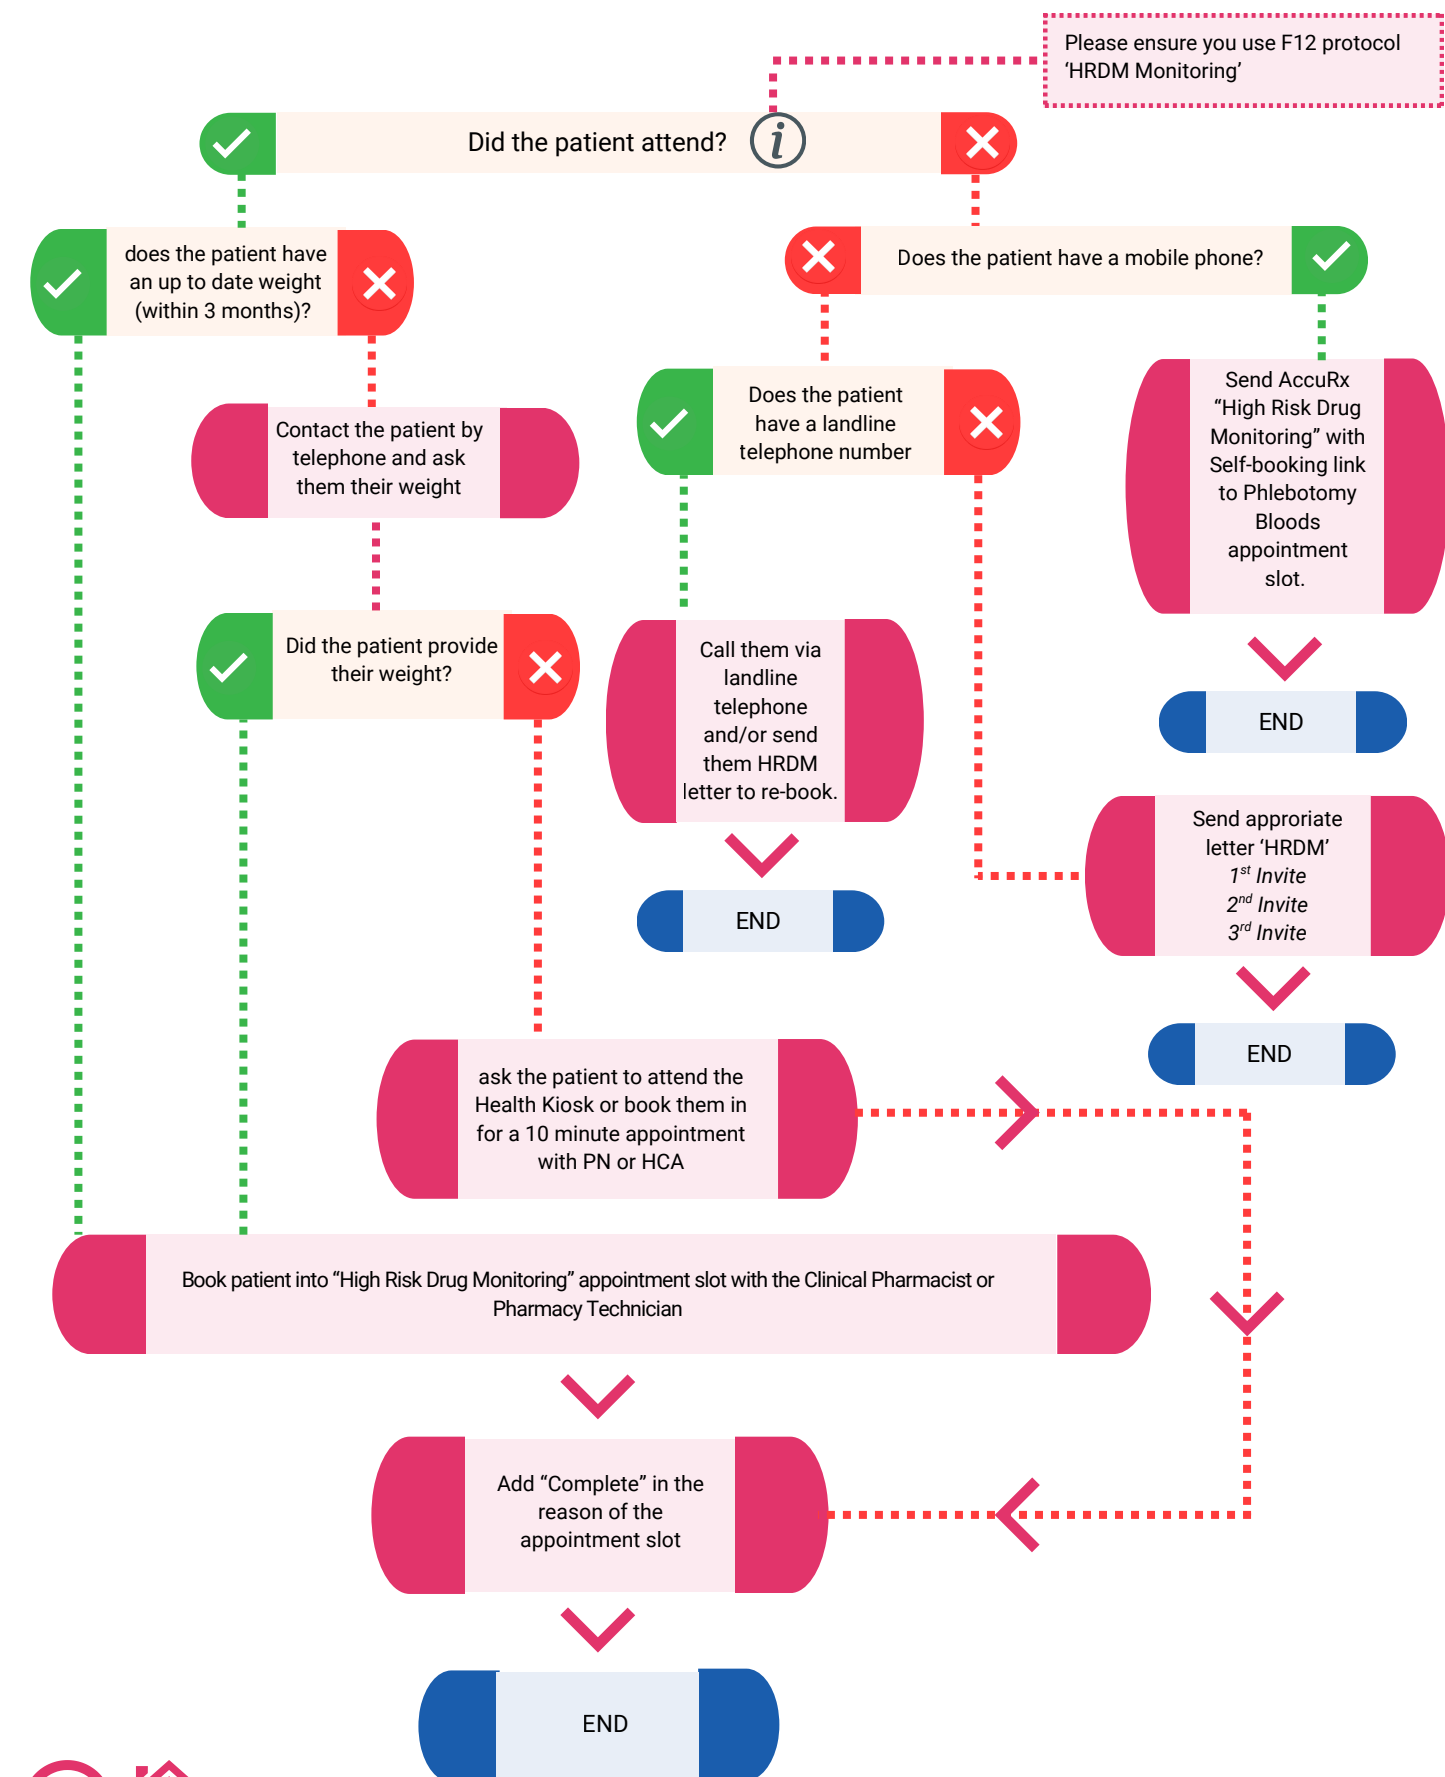 Please ensure you use F12 protocol
‘HRDM Monitoring’
Did the patient attend?
i
does the patient have
an up to date weight
(within 3 months)?
Does the patient have a mobile phone?
Contact the patient by
telephone and ask
them their weight
Does the patient
have a landline
telephone number
Send AccuRx
“High Risk Drug
Monitoring” with
Self-booking link
to Phlebotomy
Bloods
appointment
slot.
Did the patient provide
their weight?
Call them via
landline
telephone
and/or send
them HRDM
letter to re-book.
END
Send approriate
letter ‘HRDM’
1st Invite
2nd Invite
3rd Invite
END
END
ask the patient to attend the
Health Kiosk or book them in
for a 10 minute appointment
with PN or HCA
Book patient into “High Risk Drug Monitoring” appointment slot with the Clinical Pharmacist or
Pharmacy Technician
Add “Complete” in the
reason of the
appointment slot
END